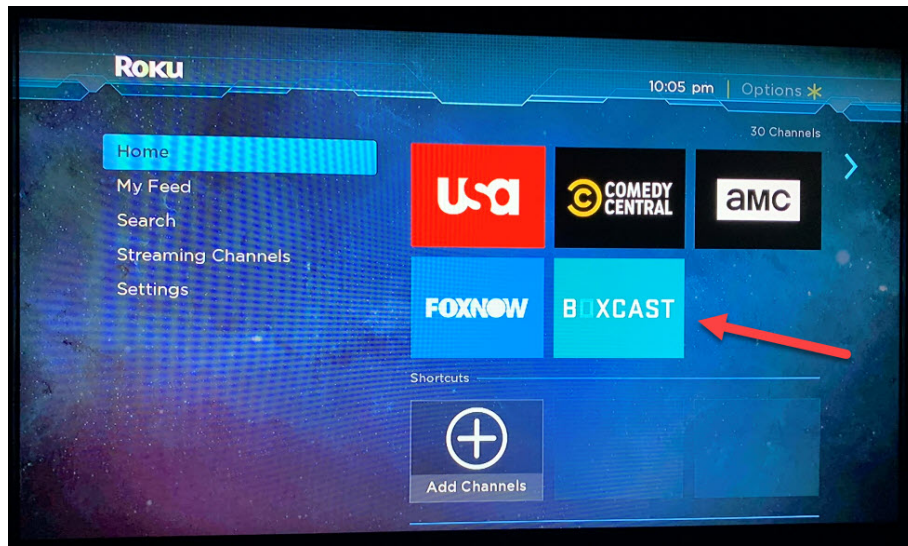 Roku
10:05 pm | Options
30 Channels
Home
My Feed
Search
Streaming Channels
Settings
USA
COMEDY
CENTRAL
aMC
FOXNOW
BOXCAST
Shortcuts
Add Channels